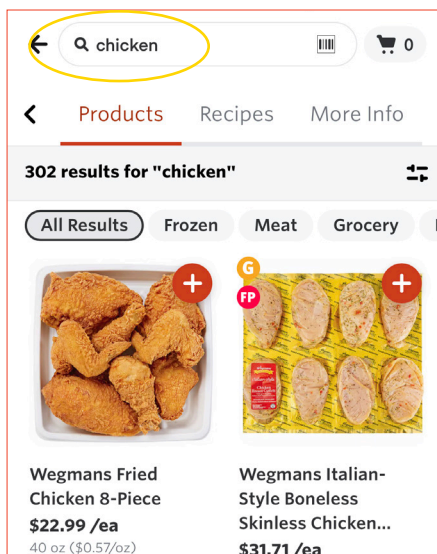 chicken
0
Products Recipes More Info
302 results for "chicken"
All Results Frozen Meat Grocery
G
FP
Wegmans Fried
Chicken 8-Piece
$22.99 /ea
40 oz ($0.57/oz)
Wegmans Italian-
Style Boneless
Skinless Chicken...
$31.71 /ea